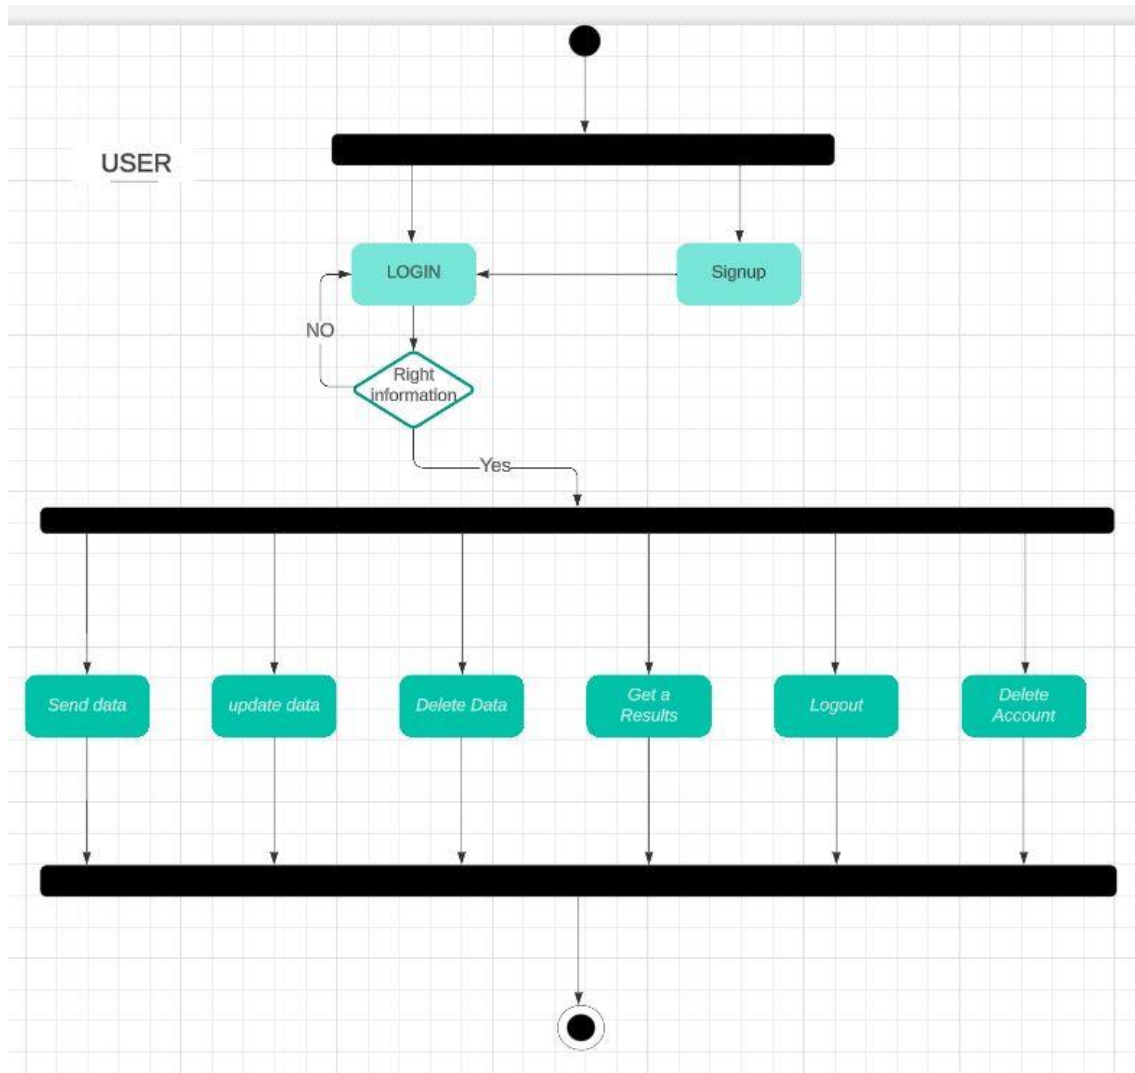 USER
LOGIN
Signup
NO
Right
information
Yes
Send data
update data
Delete Data
Get a
Results
Logout
Delete
Account